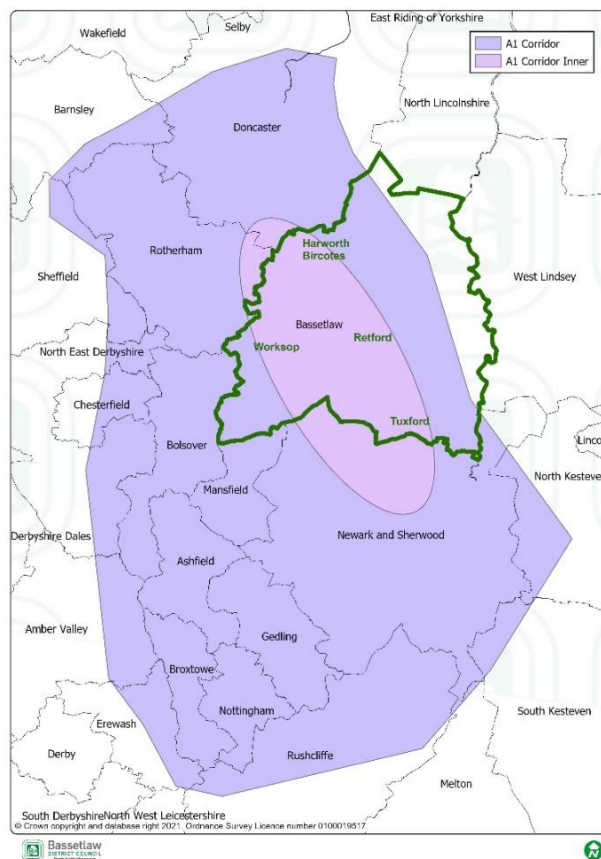 East Riding of Yorkshire
Selby
Wakefield
A1 Corridor
A1 Corridor Inner
North Lincolnshire
Barnsley
Doncaster
Harworth
Bircotes
Rotherham
Sheffield
West Lindsey
Bassetlaw
Worksop
Retford
North East Derbyshire
Chesterfield
Tuxford
Bolsover
Linco
North Kesteve
Mansfield
Derbyshire Dales
Newark and Sherwood
Ashfield
Amber Valley
Gedling
Broxtowe
Nottingham
South Kesteven
Erewash
Derby
Rushcliffe
Melton
South Derbyshire
North West Leicestershire
© Crown copyright and database right 2021. Ordnance Survey Licence number 0100019517
Bassetlaw
DISTRICT COUNCIL
N